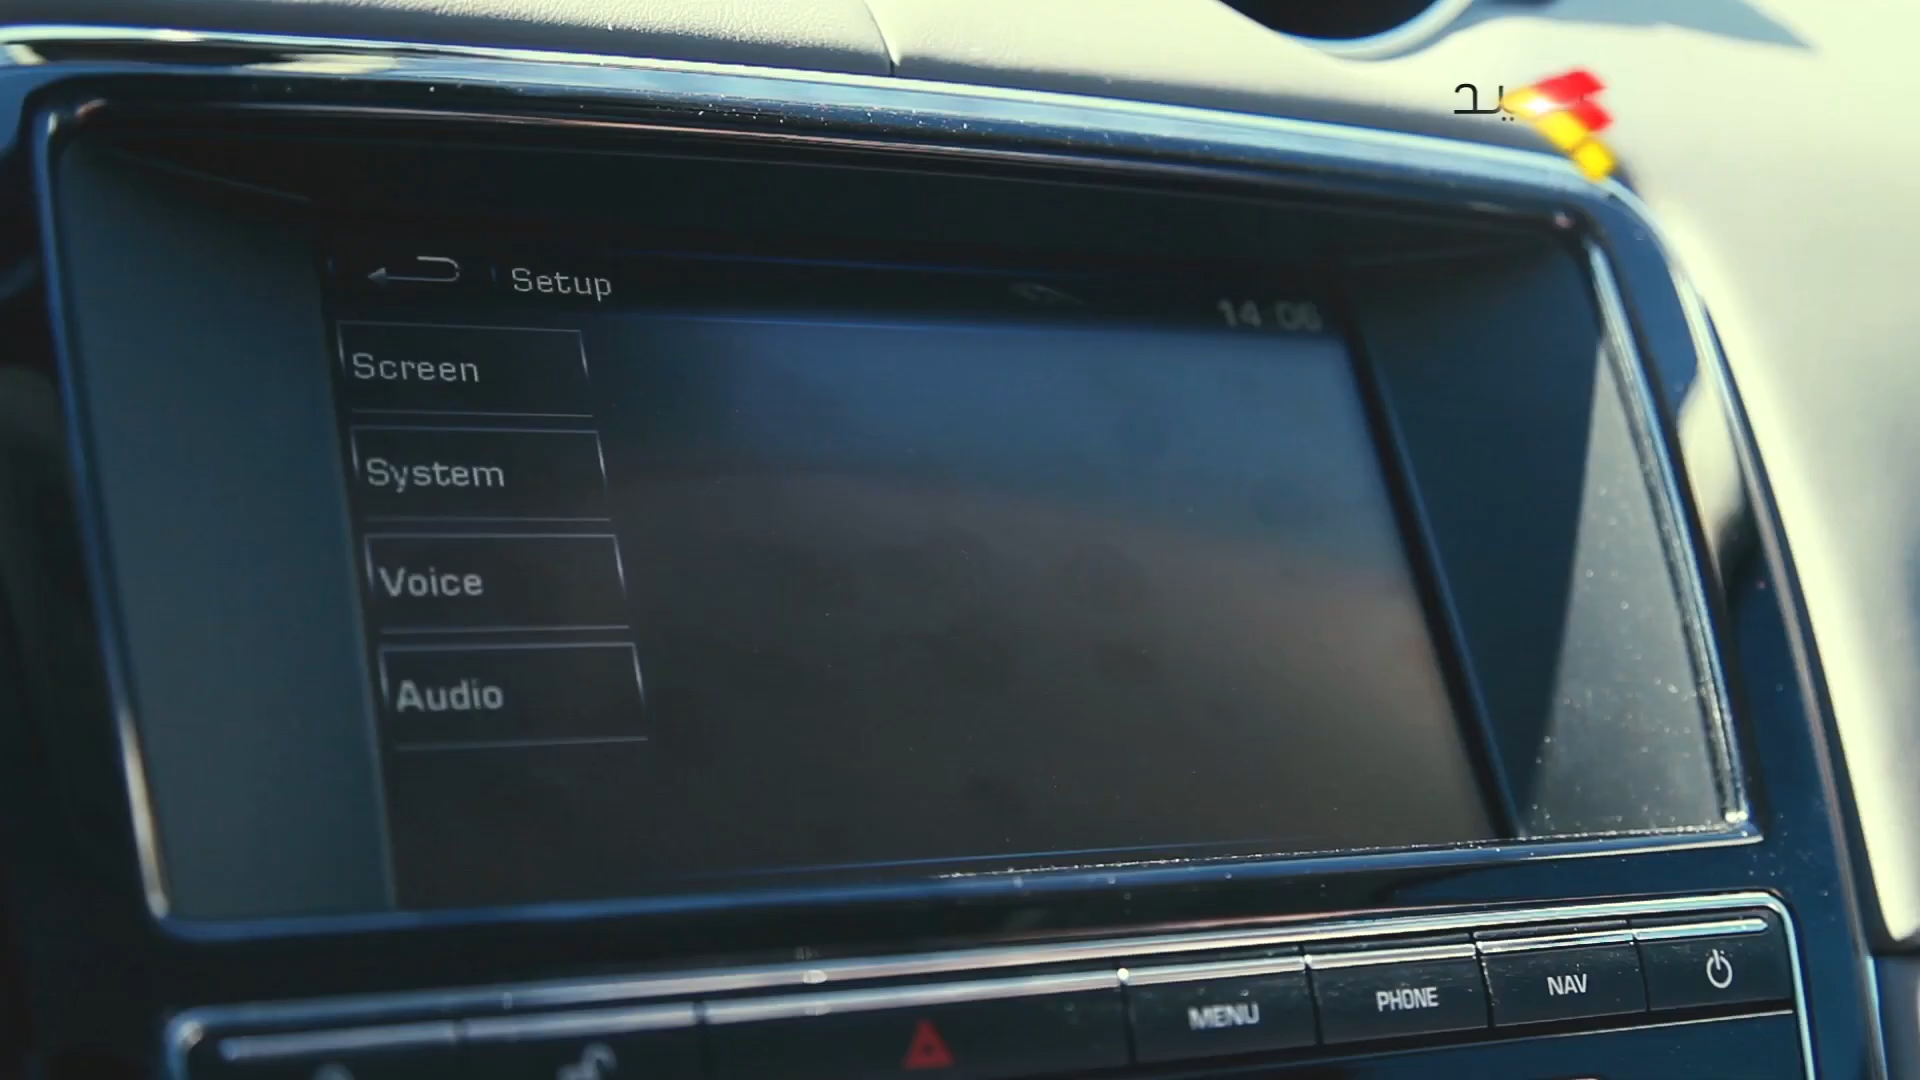 Setup
14:06
Screen
System
Voice
Audio
MENU
PHONE
NAV